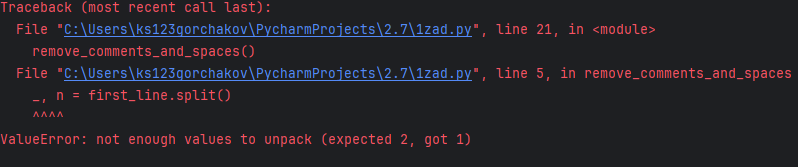 Traceback (most recent call last):
File "C:\Users\ks123gorchakov\PycharmProjects\2.7\1zad.py", line 21, in <module>
remove_comments_and_spaces()
File "C:\Users\ks123gorchakov\PycharmProjects\2.7\1zad.py", line 5, in remove_comments_and_spaces
_, n = first_line.split()
^^^^
ValueError: not enough values to unpack (expected 2, got 1)